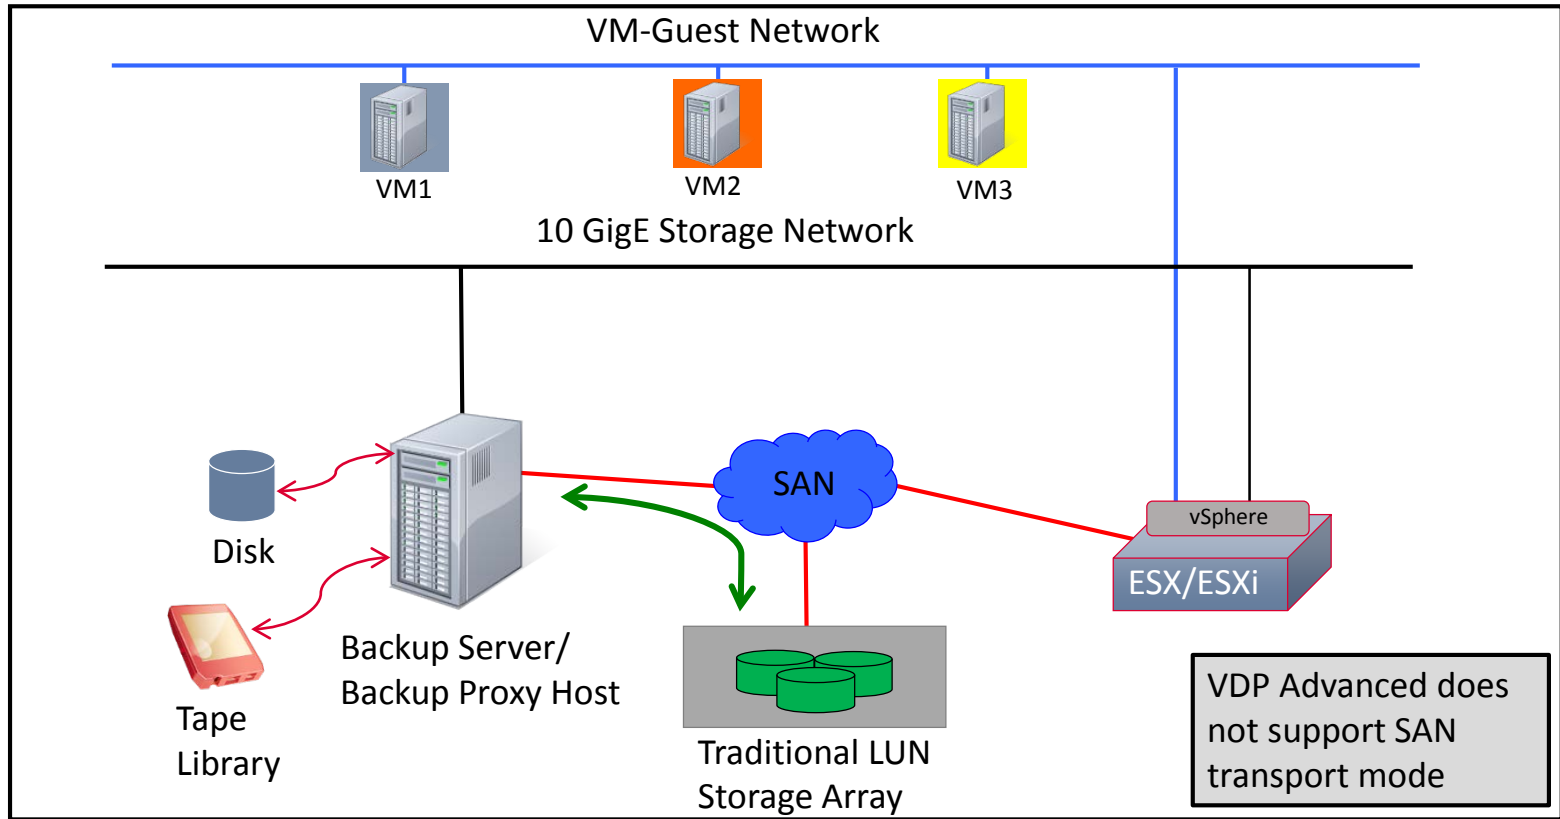 VM-Guest Network
VM1
VM2
VM3
10 GigE Storage Network
SAN
vSphere
ESX/ESXi
Disk
Backup Server/
Backup Proxy Host
Tape
Library
Traditional LUN
Storage Array
VDP Advanced does
not support SAN
transport mode